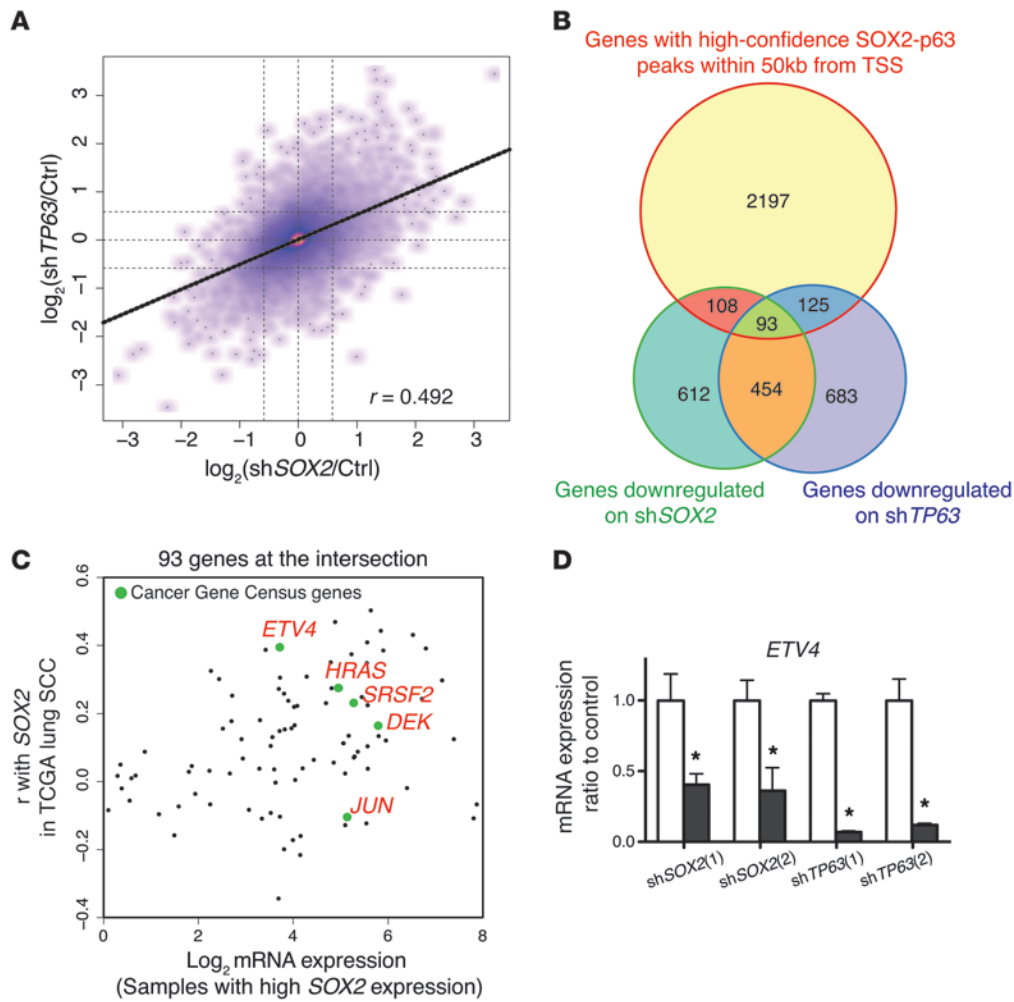 A
log2(shTP63/Ctrl)
3
2
1
0
−1
−2
−3
r = 0.492
−3 −2 −1 0 1 2 3
log2(shSOX2/Ctrl)
B
Genes with high-confidence SOX2-p63
peaks within 50kb from TSS
2197
108
125
93
612
454
683
Genes downregulated
on shSOX2
Genes downregulated
on shTP63
C
93 genes at the intersection
r with SOX2
in TCGA lung SCC
0.6
0.4
0.2
0.0
−0.2
−0.4
Cancer Gene Census genes
ETV4
HRAS
SRSF2
DEK
JUN
0 2 4 6 8
Log2 mRNA expression
(Samples with high SOX2 expression)
D
ETV4
mRNA expression
ratio to control
1.0
0.5
0.0
* * * *
shSOX2(1) shSOX2(2) shTP63(1) shTP63(2)